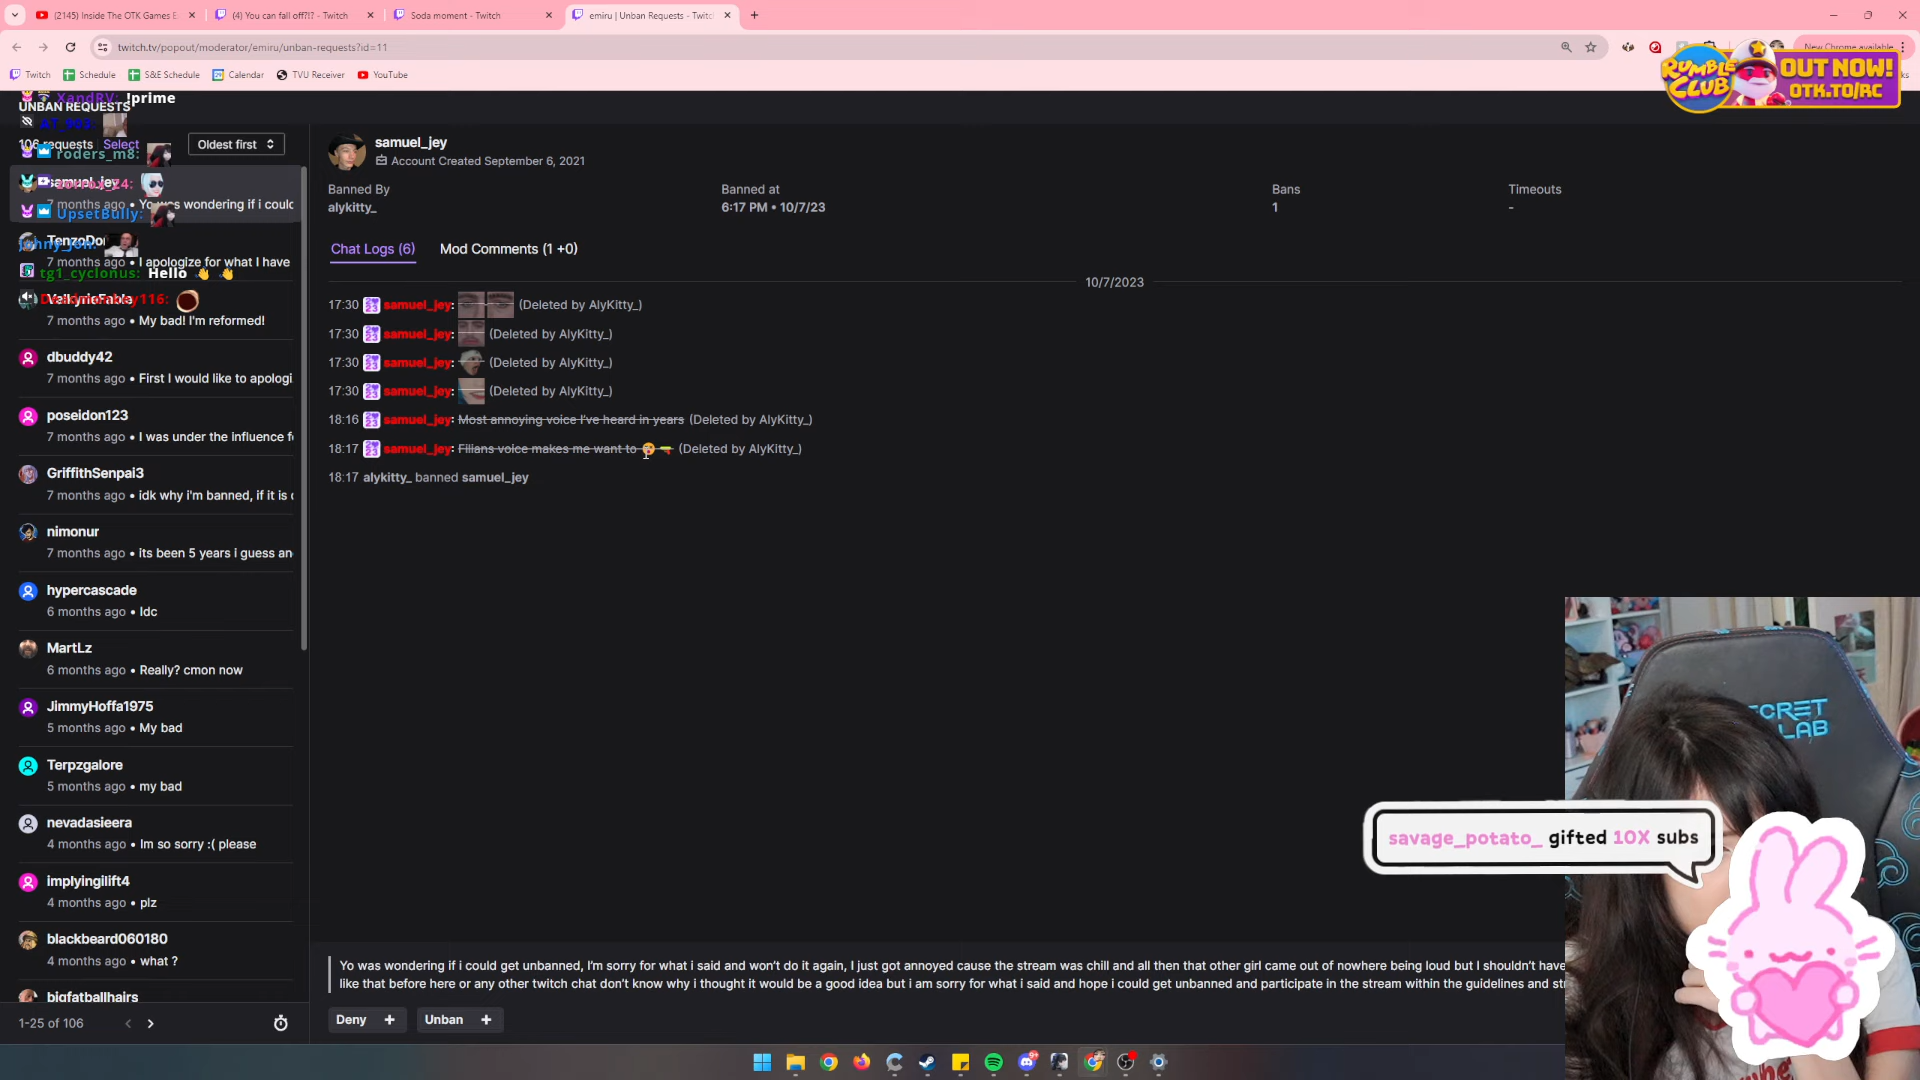 (2145) Inside The OTK Games E
(4) You can fall off?!? - Twitch
Soda moment - Twitch
emiru | Unban Requests - Twitc
twitch.tv/popout/moderator/emiru/unban-requests?id=11
New Chrome available
Twitch
Schedule
S&E Schedule
Calendar
TVU Receiver
YouTube
RUMBLE CLUB
OUT NOW!
OTK.TO/RC
XandRV: !prime
UNBAN REQUESTS
106 requests
Select
Oldest first
roders_m8:
samuel_jey
7 months ago • Yo was wondering if i could
UpsetBully:
TenzoDo
7 months ago • I apologize for what I have
tg1_cyclonus: Hello 👋 👋
Deadmonkey116:
7 months ago • My bad! I'm reformed!
dbuddy42
7 months ago • First I would like to apologi
poseidon123
7 months ago • I was under the influence f
GriffithSenpai3
7 months ago • idk why i'm banned, if it is
nimonur
7 months ago • its been 5 years i guess an
hypercascade
6 months ago • Idc
MartLz
6 months ago • Really? cmon now
JimmyHoffa1975
5 months ago • My bad
Terpzgalore
5 months ago • my bad
nevadasieera
4 months ago • Im so sorry :( please
implyingilift4
4 months ago • plz
blackbeard060180
4 months ago • what ?
bigfatballhairs
1-25 of 106
samuel_jey
Account Created September 6, 2021
Banned By
alykitty_
Banned at
6:17 PM • 10/7/23
Bans
1
Timeouts
-
Chat Logs (6)
Mod Comments (1 +0)
10/7/2023
17:30 samuel_jey: (Deleted by AlyKitty_)
17:30 samuel_jey: (Deleted by AlyKitty_)
17:30 samuel_jey: (Deleted by AlyKitty_)
17:30 samuel_jey: (Deleted by AlyKitty_)
18:16 samuel_jey: Most annoying voice I've heard in years (Deleted by AlyKitty_)
18:17 samuel_jey: Filians voice makes me want to (Deleted by AlyKitty_)
18:17 alykitty_ banned samuel_jey
Yo was wondering if i could get unbanned, I'm sorry for what i said and won't do it again, I just got annoyed cause the stream was chill and all then that other girl came out of nowhere being loud but I shouldn't have
like that before here or any other twitch chat don't know why i thought it would be a good idea but i am sorry for what i said and hope i could get unbanned and participate in the stream within the guidelines and
Deny +
Unban +
SECRET LAB
savage_potato_ gifted 10X subs